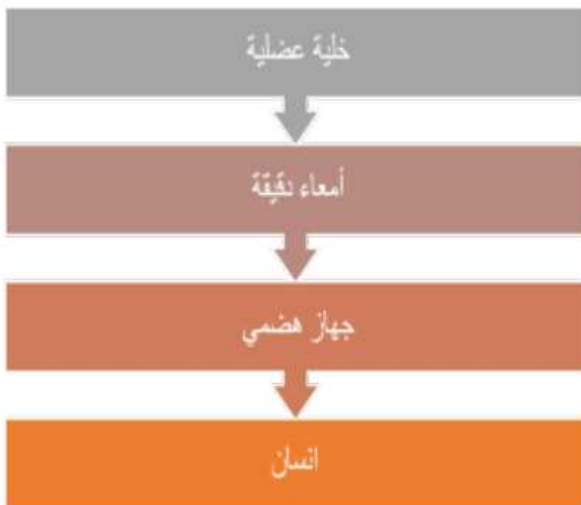 خلية عضلية
أمعاء دقيقة
جهاز هضمي
انسان